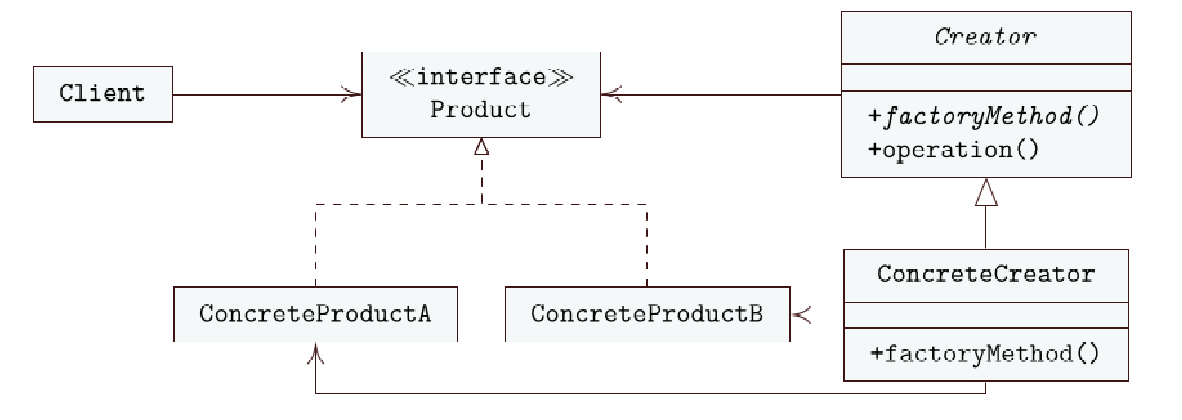 Client
≪interface≫
Product
Creator
+factoryMethod()
+operation()
ConcreteProductA
ConcreteProductB
ConcreteCreator
+factoryMethod()